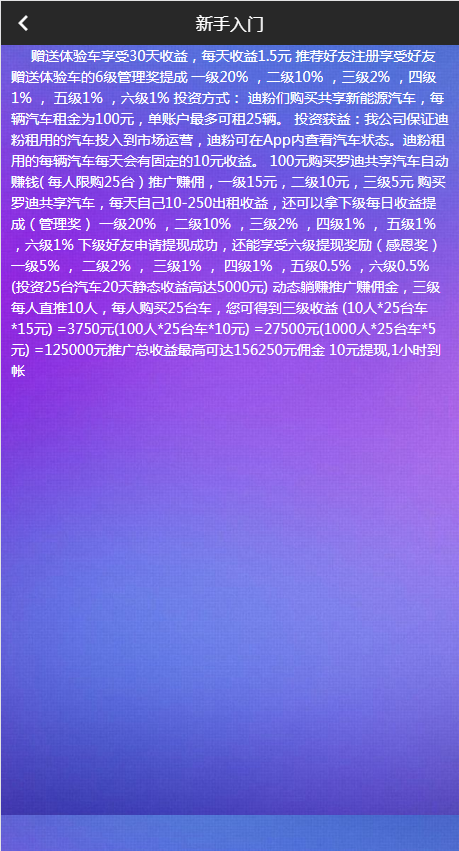 新手入门
赠送体验车享受30天收益，每天收益1.5元 推荐好友注册享受好友
赠送体验车的6级管理奖提成 一级20% ，二级10% ，三级2% ，四级
1% ， 五级1% ，六级1% 投资方式： 迪粉们购买共享新能源汽车，每
辆汽车租金为100元，单账户最多可租25辆。 投资获益：我公司保证迪
粉租用的汽车投入到市场运营，迪粉可在App内查看汽车状态。迪粉租
用的每辆汽车每天会有固定的10元收益。 100元购买罗迪共享汽车自动
赚钱( 每人限购25台 ) 推广赚佣，一级15元，二级10元，三级5元 购买
罗迪共享汽车，每天自己10-250出租收益，还可以拿下级每日收益提
成 ( 管理奖 ) 一级20% ，二级10% ，三级2% ，四级1% ， 五级1%
，六级1% 下级好友申请提现成功，还能享受六级提现奖励 ( 感恩奖 )
一级5% ， 二级2% ， 三级1% ， 四级1% ，五级0.5% ，六级0.5%
(投资25台汽车20天静态收益高达5000元) 动态躺赚推广赚佣金，三级
每人直推10人，每人购买25台车，您可得到三级收益 (10人*25台车
*15元) =3750元(100人*25台车*10元) =27500元(1000人*25台车*5
元) =125000元推广总收益最高可达156250元佣金 10元提现,1小时到
帐